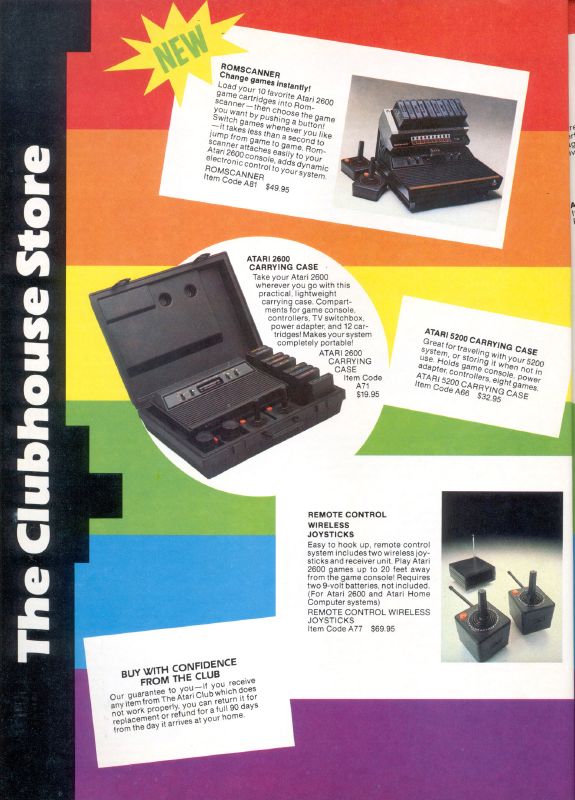 The Clubhouse Store
NEW
ROMSCANNER
Change games instantly!
Load your 10 favorite Atari 2600
game cartridges into Rom-
scanner—then choose the game
you want by pushing a button!
Switch games whenever you like
—it takes less than a second to
jump from game to game. Rom-
scanner attaches easily to your
Atari 2600 console, adds dynamic
electronic control to your system.
ROMSCANNER
Item Code A81 $49.95
ATARI 2600
CARRYING CASE
Take your Atari 2600
wherever you go with this
practical, lightweight
carrying case. Compart-
ments for game console,
controllers, TV switchbox,
power adapter, and 12 car-
tridges! Makes your system
completely portable!
ATARI 2600
CARRYING
CASE
Item Code
A71
$19.95
ATARI 5200 CARRYING CASE
Great for traveling with your 5200
system, or storing it when not in
use. Holds game console, power
adapter, controllers, eight games.
ATARI 5200 CARRYING CASE
Item Code A66 $32.95
REMOTE CONTROL
WIRELESS
JOYSTICKS
Easy to hook up, remote control
system includes two wireless joy-
sticks and receiver unit. Play Atari
2600 games up to 20 feet away
from the game console! Requires
two 9-volt batteries, not included.
(For Atari 2600 and Atari Home
Computer systems)
REMOTE CONTROL WIRELESS
JOYSTICKS
Item Code A77 $69.95
BUY WITH CONFIDENCE
FROM THE CLUB
Our guarantee to you—if you receive
any item from The Atari Club which does
not work properly, you can return it for
replacement or refund for a full 90 days
from the day it arrives at your home.